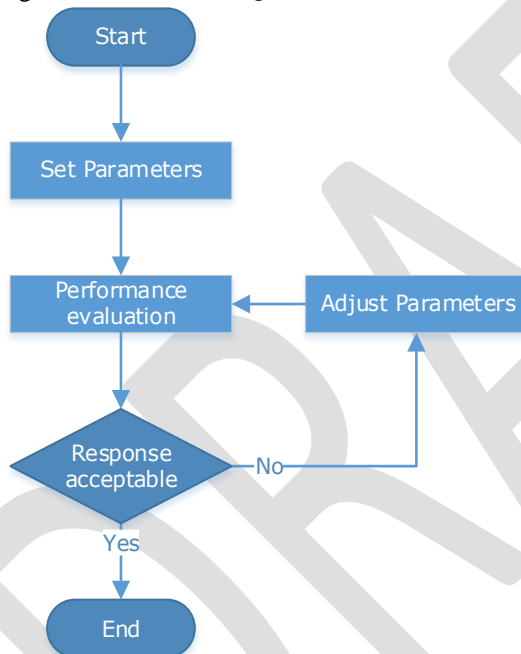 Start
Set Parameters
Performance
evaluation
Adjust Parameters
Response
acceptable
No
Yes
End